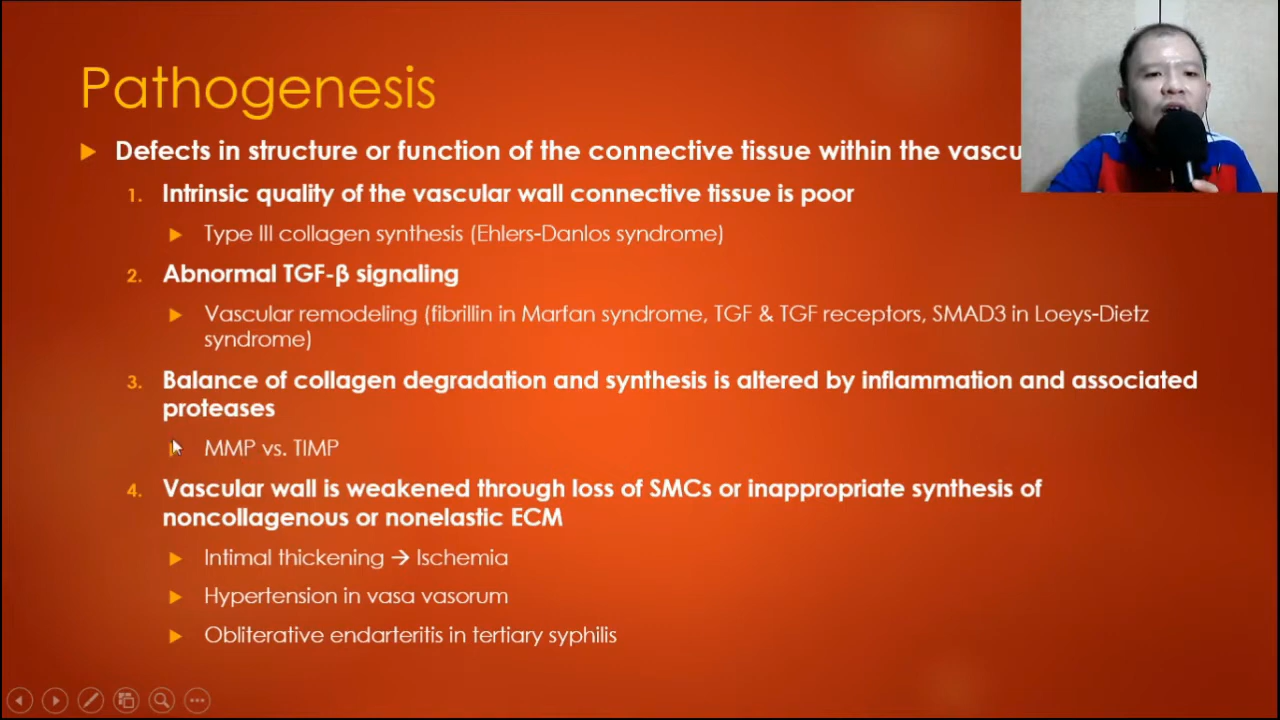 Pathogenesis
Defects in structure or function of the connective tissue within the
1. Intrinsic quality of the vascular wall connective tissue is poor
Type III collagen synthesis (Ehlers-Danlos syndrome)
2. Abnormal TGF-β signaling
Vascular remodeling (fibrillin in Marfan syndrome, TGF & TGF receptors, SMAD3 in Loeys-Dietz
syndrome)
3. Balance of collagen degradation and synthesis is altered by inflammation and associated
proteases
MMP vs. TIMP
4. Vascular wall is weakened through loss of SMCs or inappropriate synthesis of
noncollagenous or nonelastic ECM
Intimal thickening → Ischemia
Hypertension in vasa vasorum
Obliterative endarteritis in tertiary syphilis